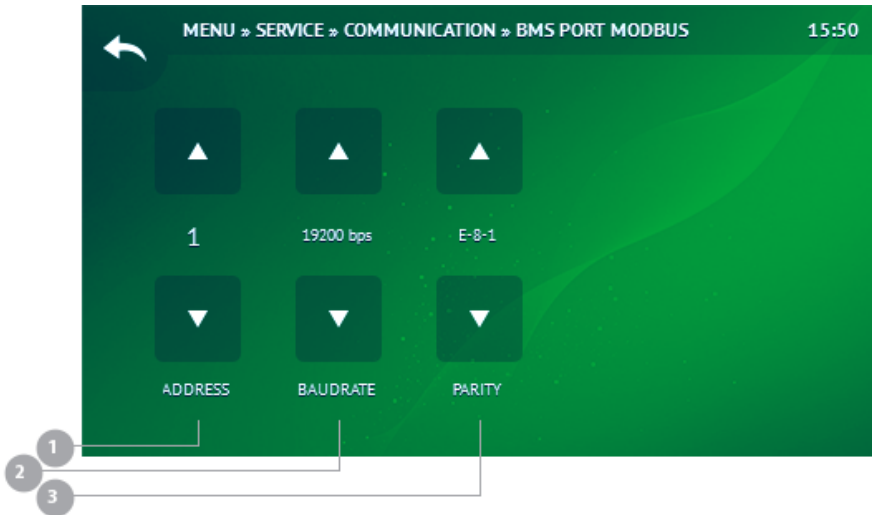 MENU » SERVICE » COMMUNICATION » BMS PORT MODBUS 15:50
1 19200 bps E-8-1
ADDRESS BAUDRATE PARITY
1
2
3